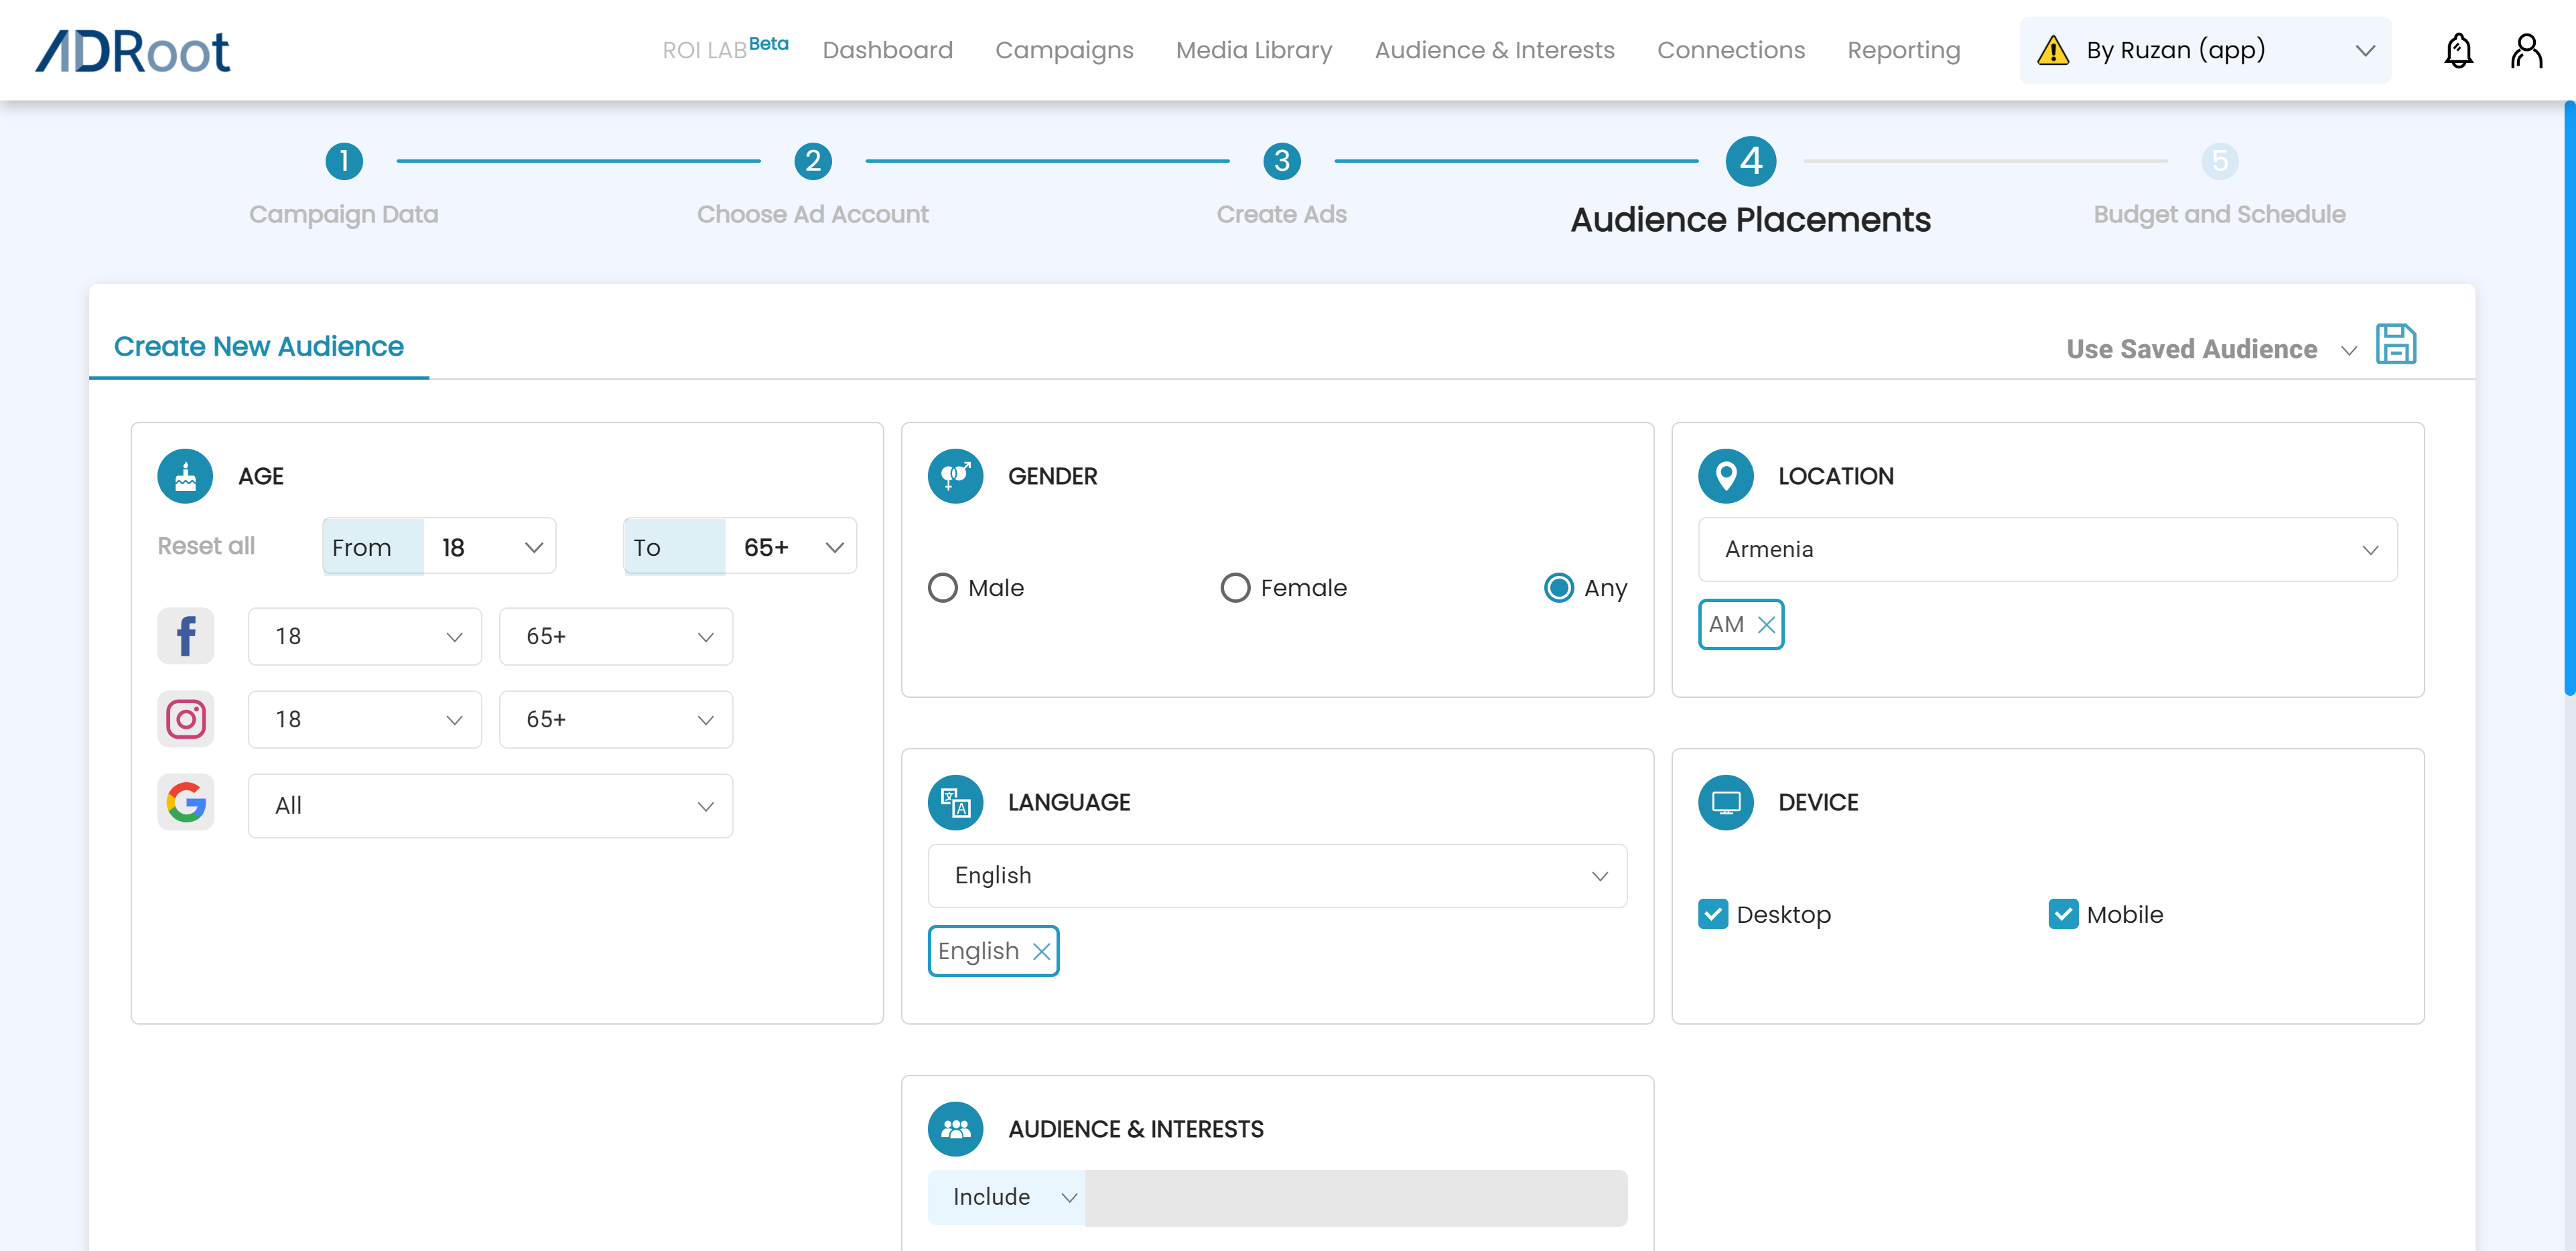 ADRoot
ROI LAB Beta
Dashboard
Campaigns
Media Library
Audience & Interests
Connections
Reporting
By Ruzan (app)
1
2
3
4
5
Campaign Data
Choose Ad Account
Create Ads
Audience Placements
Budget and Schedule
Create New Audience
Use Saved Audience
AGE
Reset all
From 18
To 65+
18
65+
18
65+
All
GENDER
Male
Female
Any
LOCATION
Armenia
AM
LANGUAGE
English
English
DEVICE
Desktop
Mobile
AUDIENCE & INTERESTS
Include